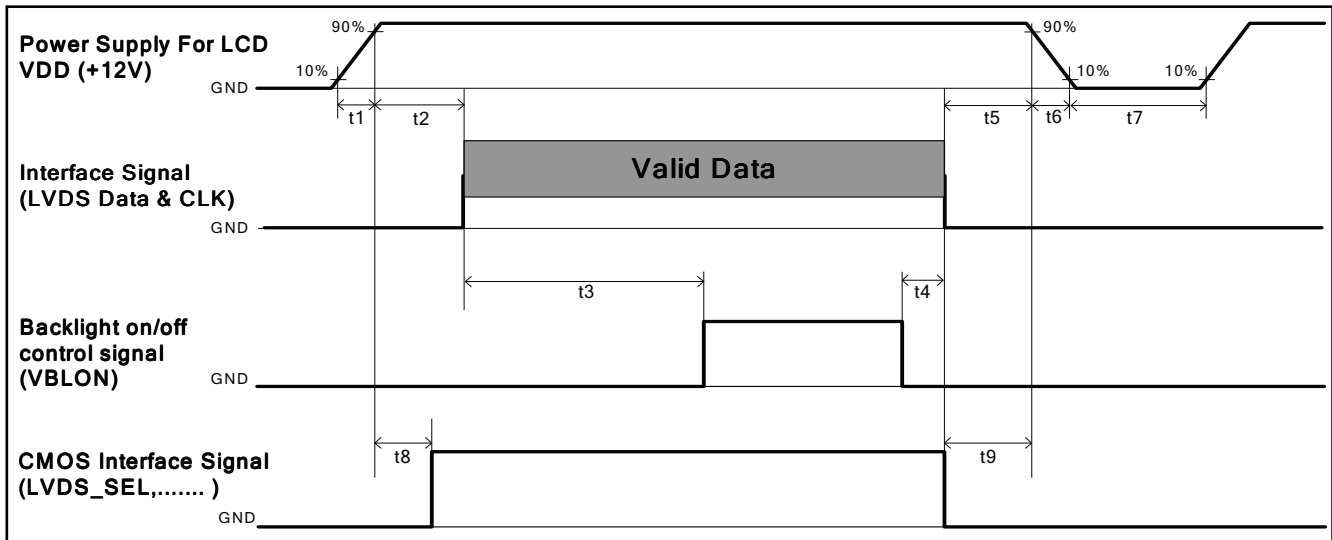 Power Supply For LCD
VDD (+12V)
90%
10%
GND
t1
t2
90%
10%
10%
t5
t6
t7
Interface Signal
(LVDS Data & CLK)
GND
Valid Data
t3
t4
Backlight on/off
control signal
(VBLON)
GND
CMOS Interface Signal
(LVDS_SEL,....... )
GND
t8
t9